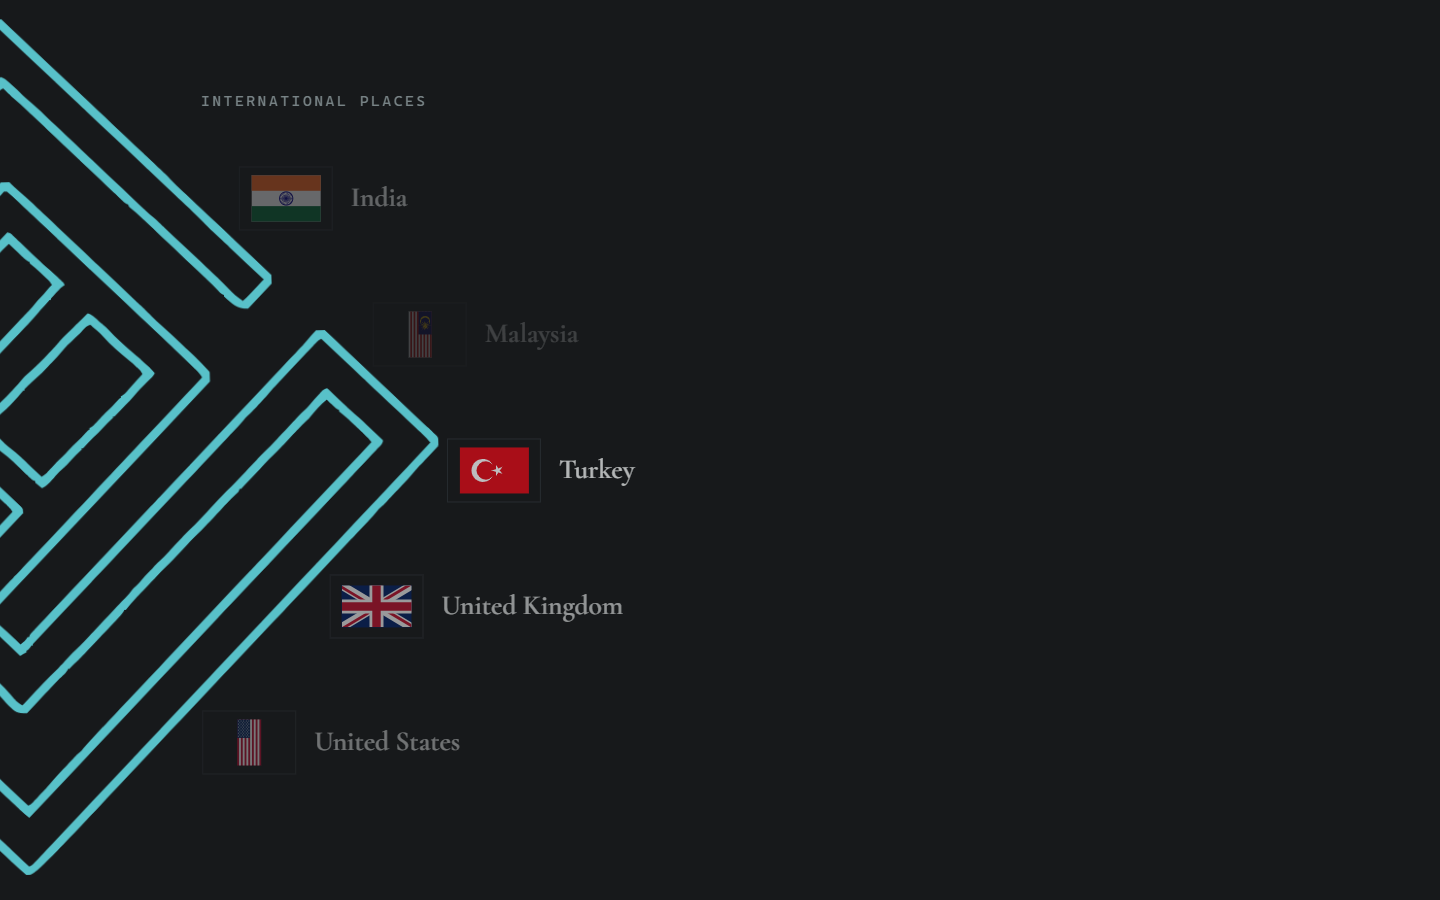 INTERNATIONAL PLACES
India
Malaysia
Turkey
United Kingdom
United States